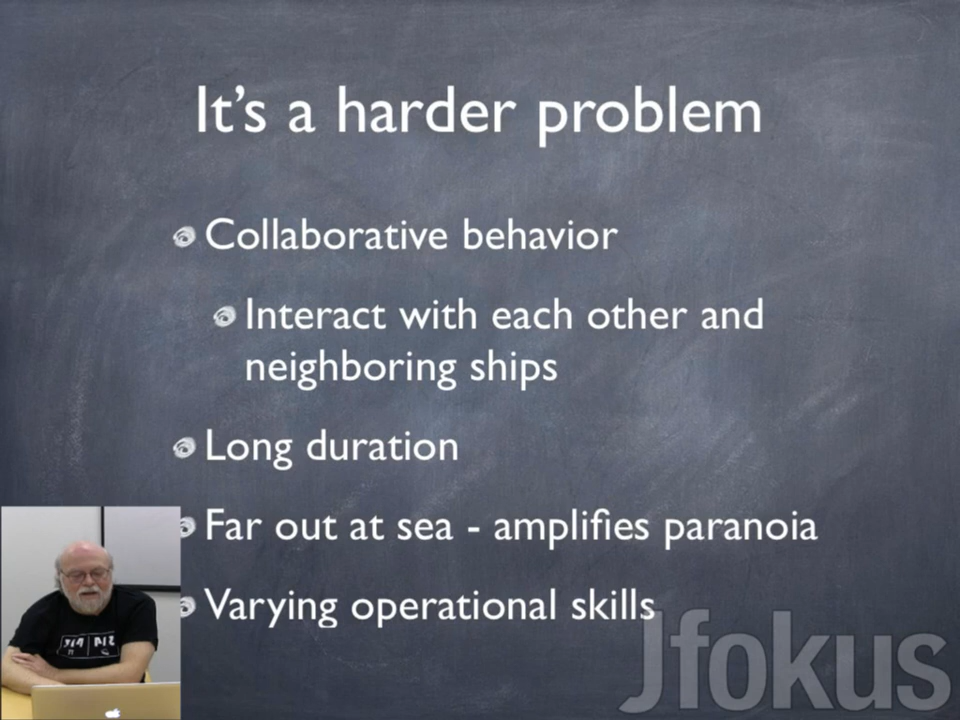 It's a harder problem
Collaborative behavior
Interact with each other and
neighboring ships
Long duration
Far out at sea - amplifies paranoia
Varying operational skills
Jfokus